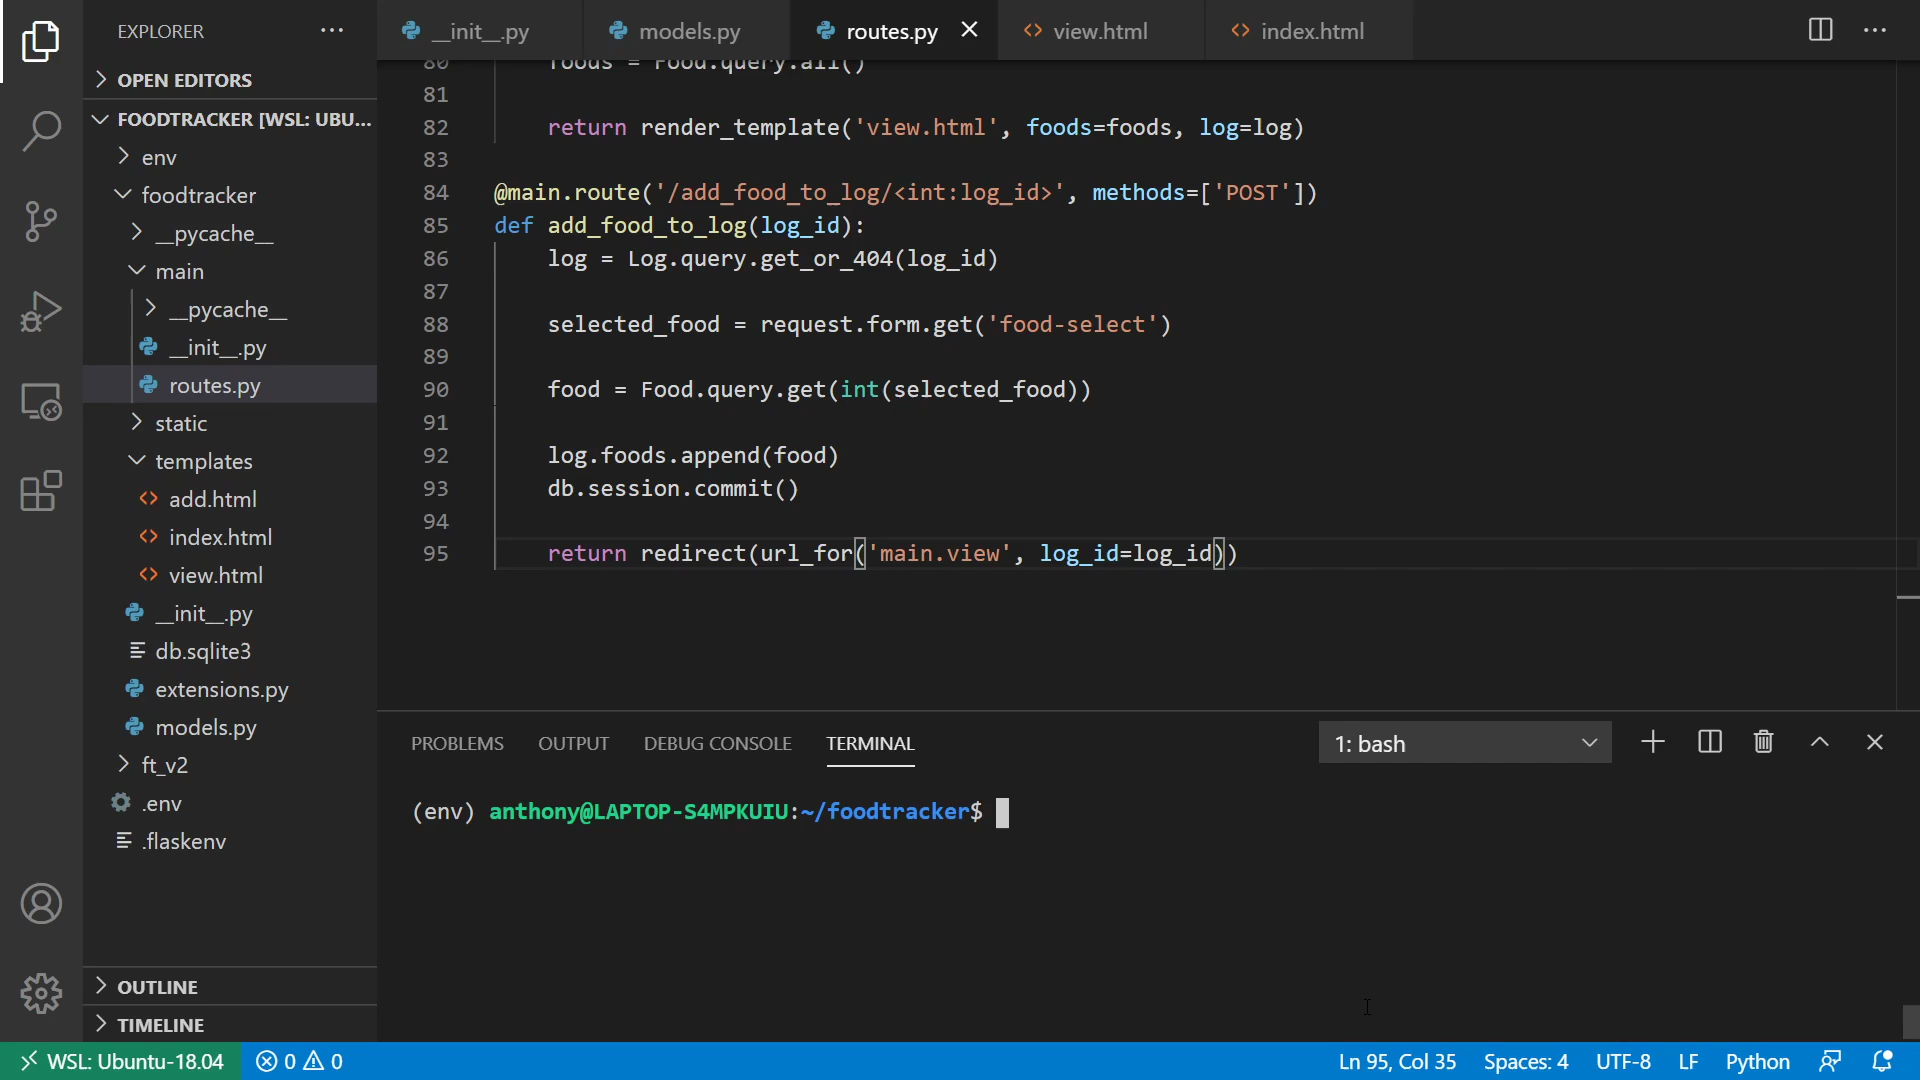 EXPLORER
OPEN EDITORS
FOODTRACKER [WSL: UBU...
env
foodtracker
__pycache__
main
__pycache__
__init__.py
routes.py
static
templates
add.html
index.html
view.html
__init__.py
db.sqlite3
extensions.py
models.py
ft_v2
.env
.flaskenv
OUTLINE
TIMELINE
__init__.py
models.py
routes.py
view.html
index.html
80 foods = Food.query.all()
81
82 return render_template('view.html', foods=foods, log=log)
83
84 @main.route('/add_food_to_log/<int:log_id>', methods=['POST'])
85 def add_food_to_log(log_id):
86 log = Log.query.get_or_404(log_id)
87
88 selected_food = request.form.get('food-select')
89
90 food = Food.query.get(int(selected_food))
91
92 log.foods.append(food)
93 db.session.commit()
94
95 return redirect(url_for('main.view', log_id=log_id))
PROBLEMS OUTPUT DEBUG CONSOLE TERMINAL
1: bash
(env) anthony@LAPTOP-S4MPKUIU:~/foodtracker$
WSL: Ubuntu-18.04 0 0
Ln 95, Col 35 Spaces: 4 UTF-8 LF Python